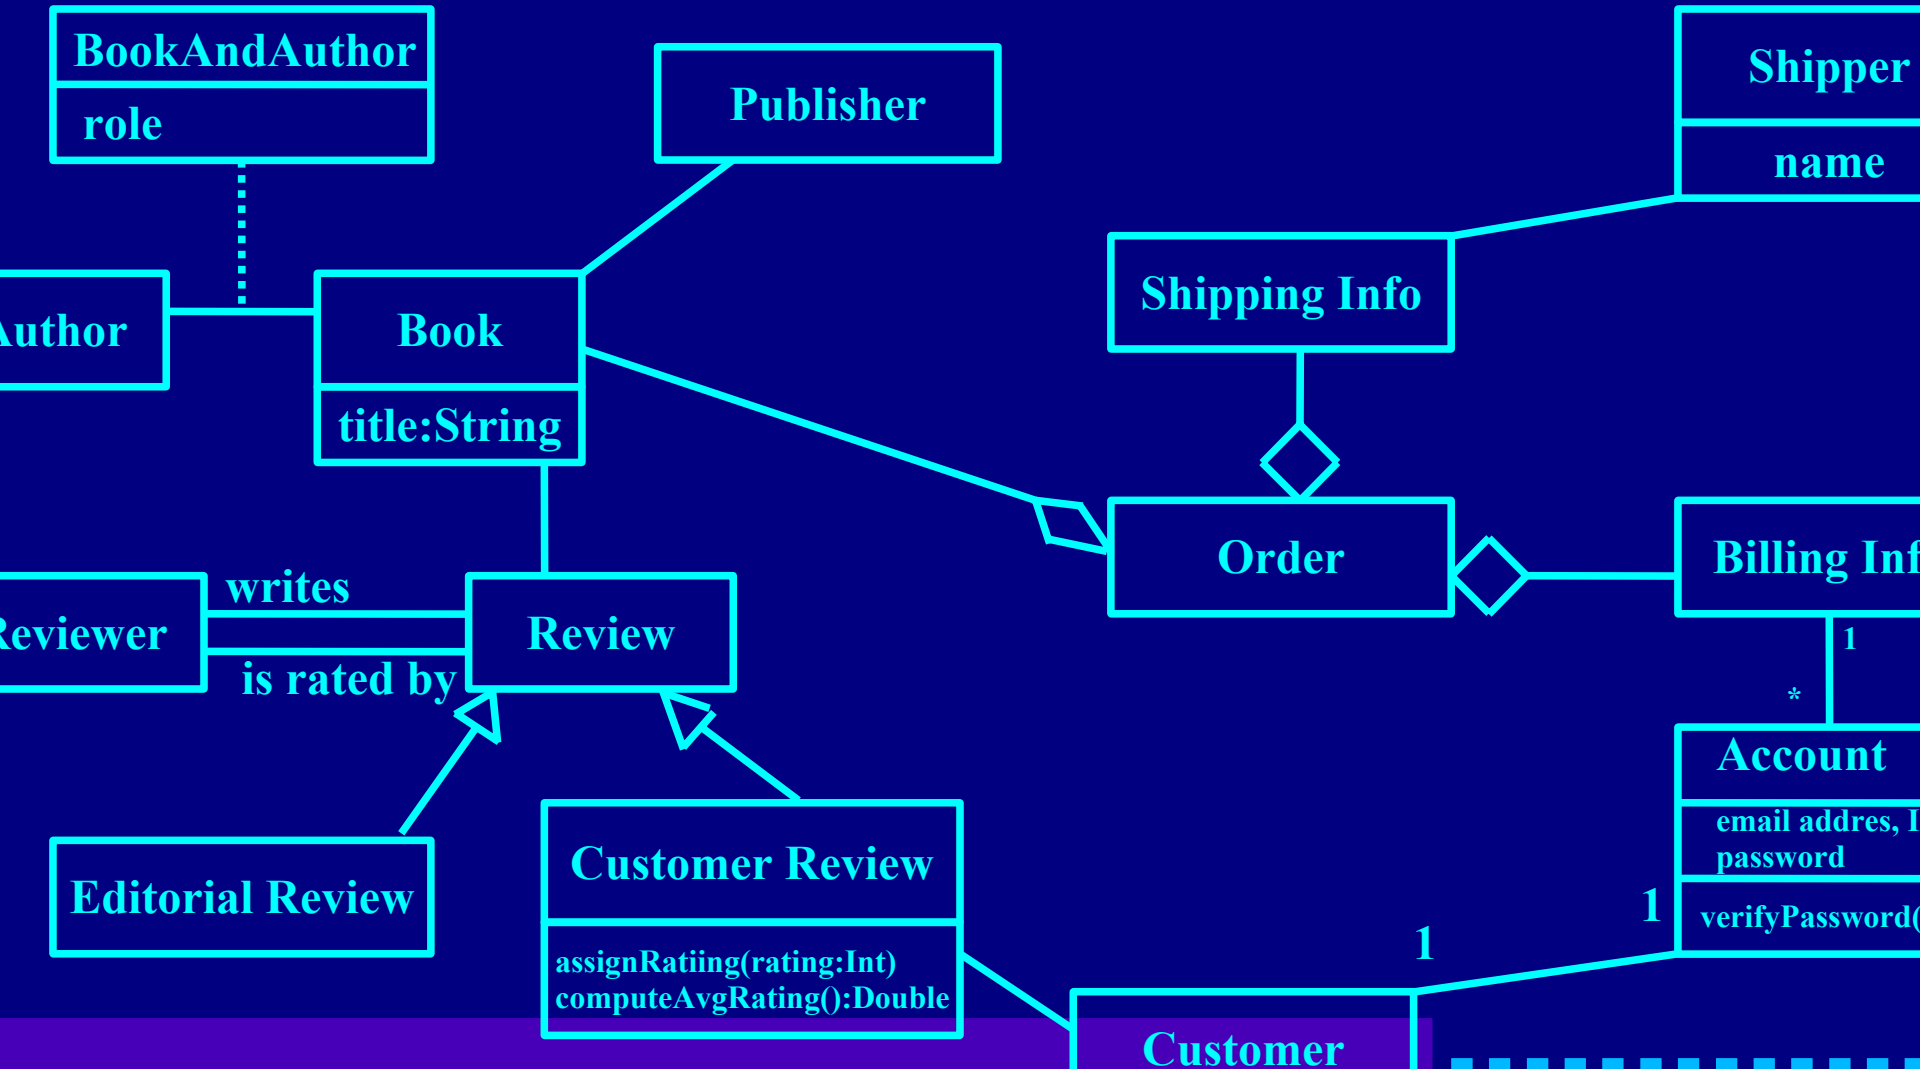 BookAndAuthor
role
Publisher
Shipper
name
Author
Book
title:String
Shipping Info
Order
Billing Inf
1
*
writes
Reviewer
is rated by
Review
Account
email addres, I
password
verifyPassword(
Editorial Review
Customer Review
assignRatiing(rating:Int)
computeAvgRating():Double
1
1
Customer